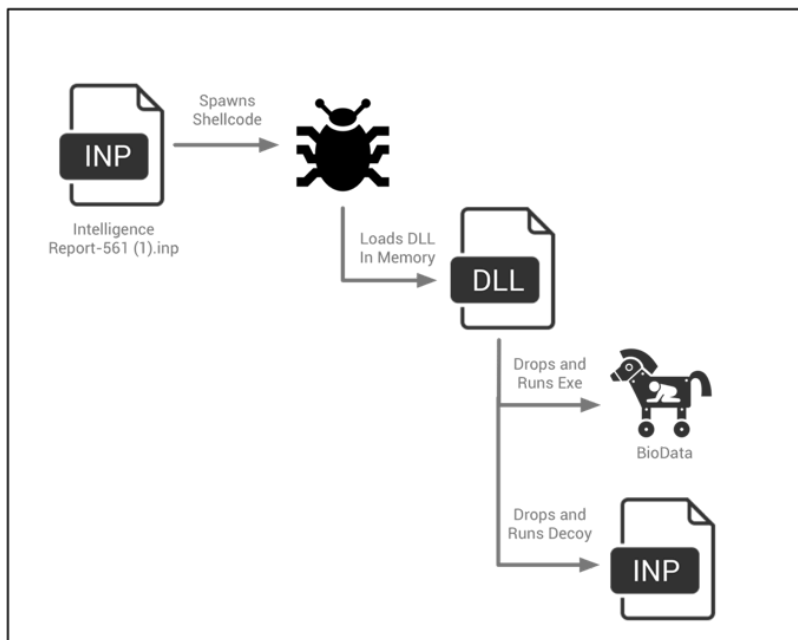 INP
Spawns
Shellcode
Intelligence
Report-561 (1).inp
Loads DLL
In Memory
DLL
Drops and
Runs Exe
BioData
Drops and
Runs Decoy
INP